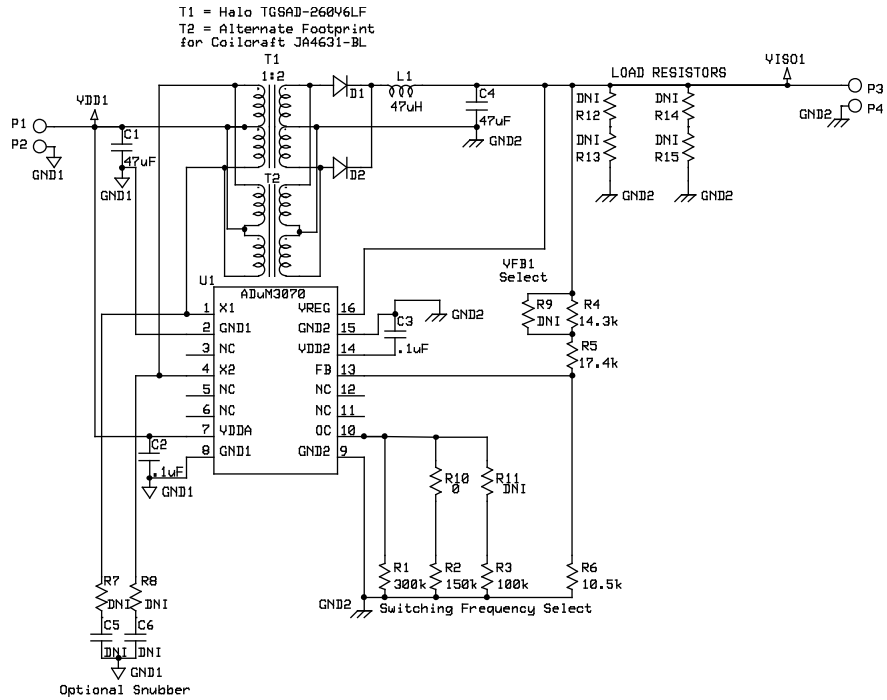 T1 = Halo TGSAD-260V6LF
T2 = Alternate Footprint
for Coilcraft JA4631-BL
T1
1:2
D1
L1
47uH
C4
47uF
GND2
LOAD RESISTORS
VISO1
DNI
R12
DNI
R13
GND2
DNI
R14
DNI
R15
GND2
P3
GND2
P4
VDD1
P1
P2
GND1
C1
47uF
GND1
D2
T2
U1
ADuM3070
1 X1
2 GND1
3 NC
4 X2
5 NC
6 NC
7 VDDA
8 GND1
VREG 16
GND2 15
VDD2 14
FB 13
NC 12
NC 11
OC 10
GND2 9
GND2
C3
.1uF
VFB1
Select
R9
DNI
R4
14.3k
R5
17.4k
C2
.1uF
GND1
R10
0
R11
DNI
R1
300k
R2
150k
R3
100k
R6
10.5k
GND2
Switching Frequency Select
R7
DNI
R8
DNI
C5
DNI
C6
DNI
GND1
Optional Snubber